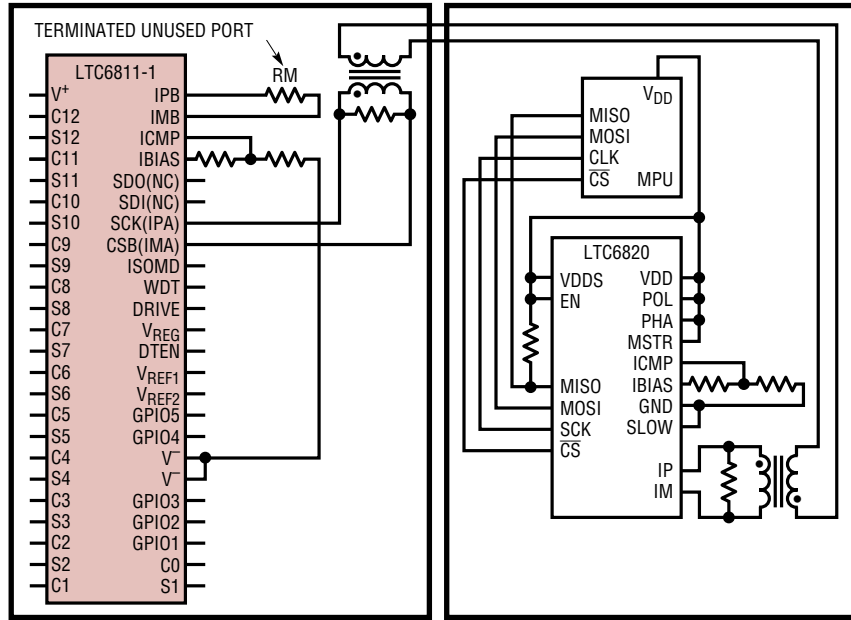 TERMINATED UNUSED PORT
RM
LTC6811-1
V+
C12
S12
C11
S11
C10
S10
C9
S9
C8
S8
C7
S7
C6
S6
C5
S5
C4
S4
C3
S3
C2
S2
C1
IPB
IMB
ICMP
IBIAS
SDO(NC)
SDI(NC)
SCK(IPA)
CSB(IMA)
ISOMD
WDT
DRIVE
VREG
DTEN
VREF1
VREF2
GPIO5
GPIO4
V–
V–
GPIO3
GPIO2
GPIO1
C0
S1
VDD
MISO
MOSI
CLK
CS
MPU
LTC6820
VDDS
EN
MISO
MOSI
SCK
CS
VDD
POL
PHA
MSTR
ICMP
IBIAS
GND
SLOW
IP
IM